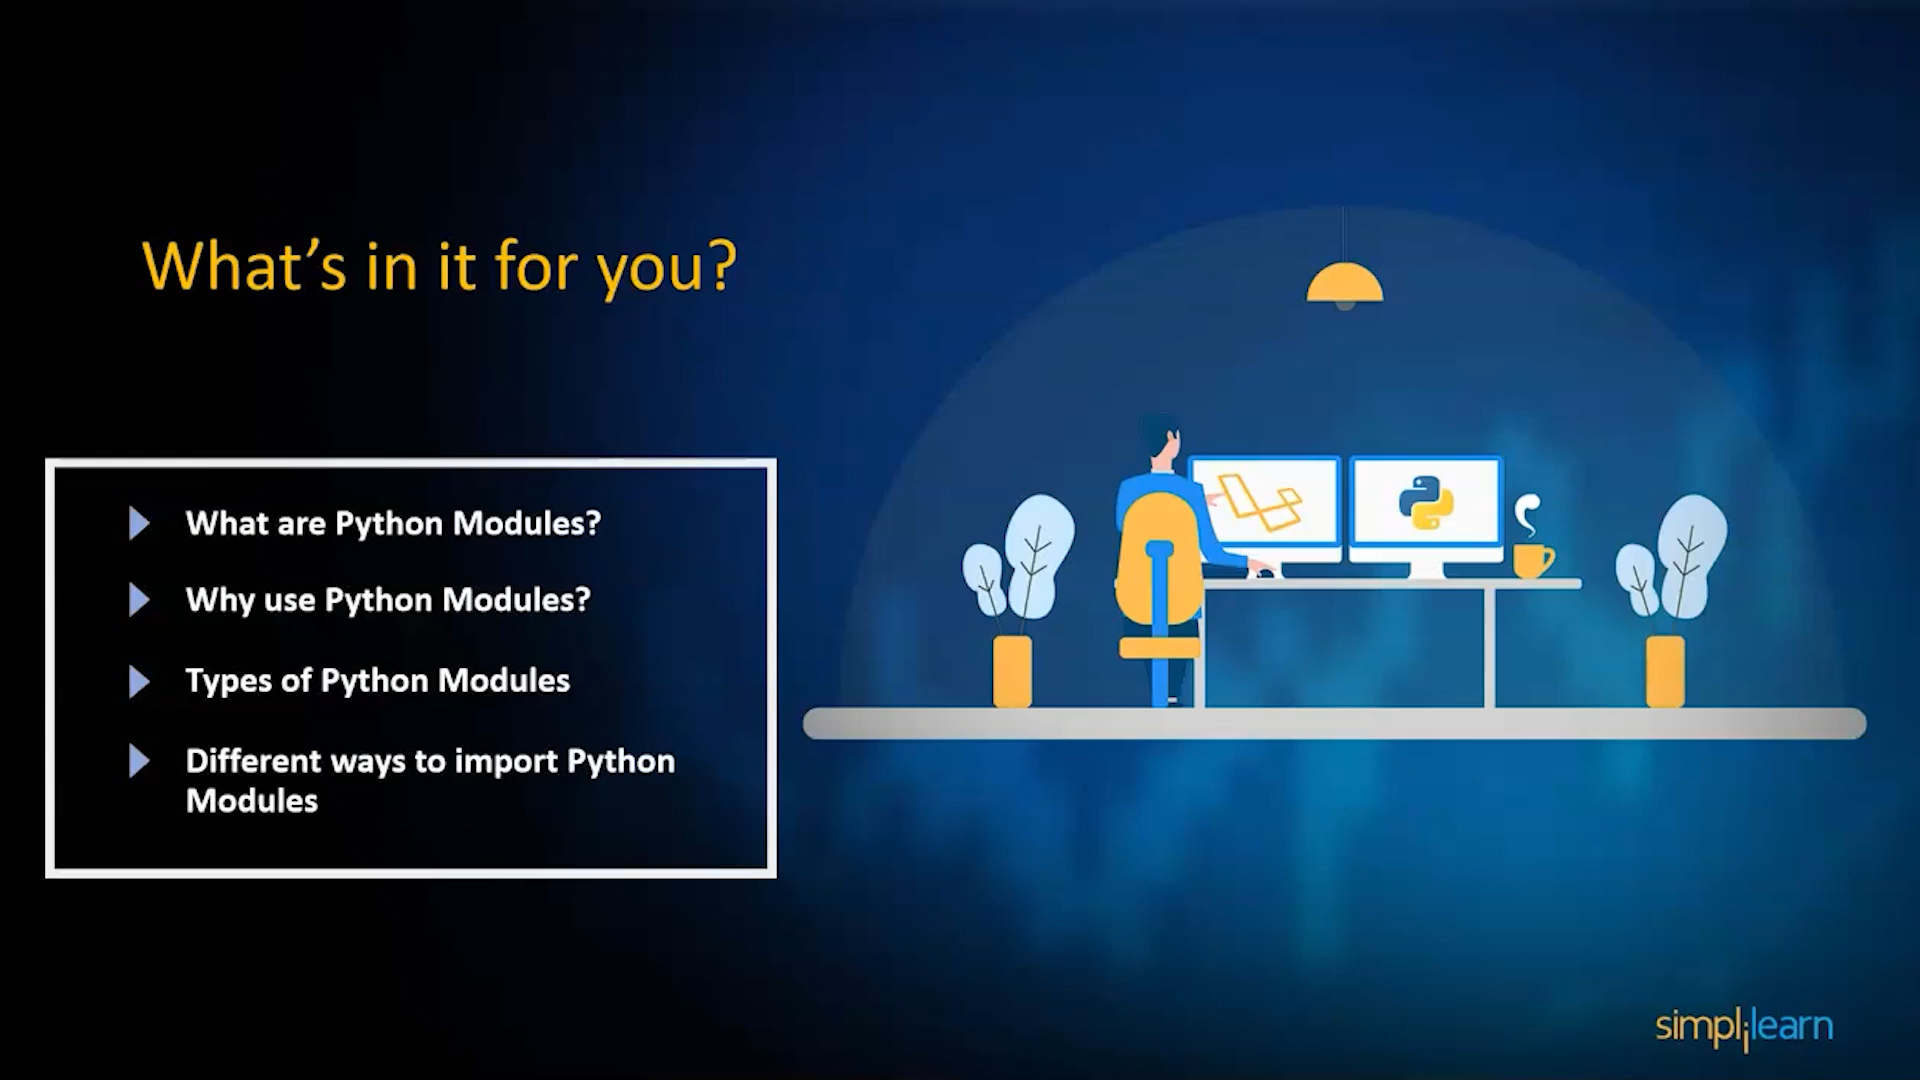 What’s in it for you?
What are Python Modules?
Why use Python Modules?
Types of Python Modules
Different ways to import Python
Modules
simplilearn